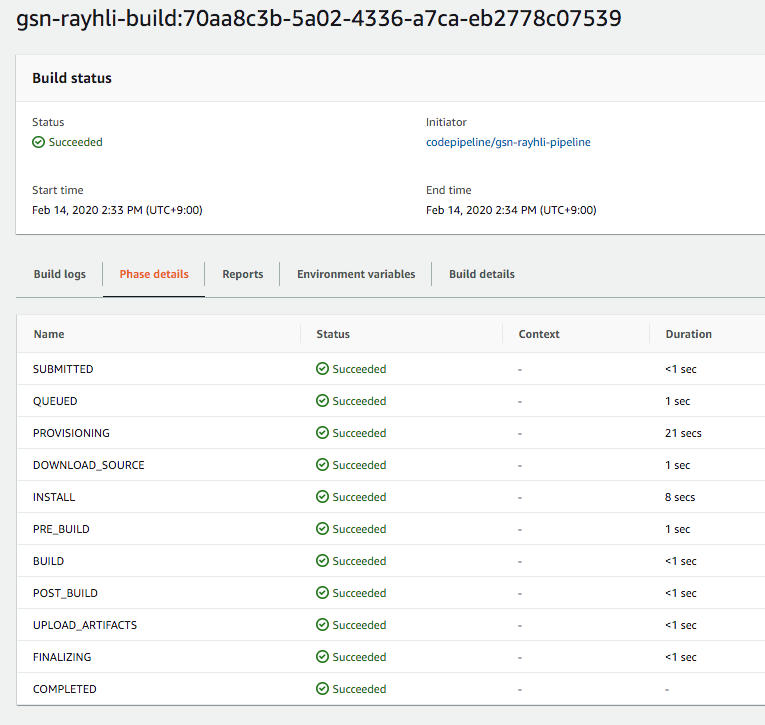 gsn-rayhli-build:70aa8c3b-5a02-4336-a7ca-eb2778c07539
Build status
Status Initiator
Succeeded codepipeline/gsn-rayhli-pipeline
Start time End time
Feb 14, 2020 2:33 PM (UTC+9:00) Feb 14, 2020 2:34 PM (UTC+9:00)
Build logs Phase details Reports Environment variables Build details
Name Status Context Duration
SUBMITTED Succeeded - <1 sec
QUEUED Succeeded - 1 sec
PROVISIONING Succeeded - 21 secs
DOWNLOAD_SOURCE Succeeded - 1 sec
INSTALL Succeeded - 8 secs
PRE_BUILD Succeeded - 1 sec
BUILD Succeeded - <1 sec
POST_BUILD Succeeded - <1 sec
UPLOAD_ARTIFACTS Succeeded - <1 sec
FINALIZING Succeeded - <1 sec
COMPLETED Succeeded - -